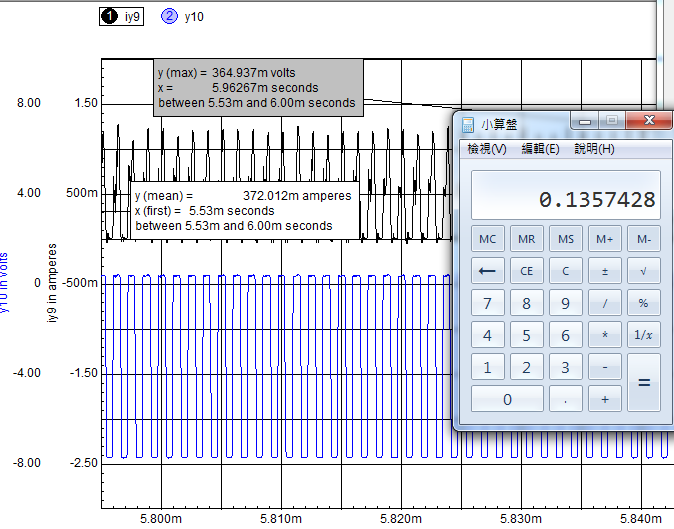 1 iy9 2 y10
y (max) = 364.937m volts
x = 5.96267m seconds
between 5.53m and 6.00m seconds
y (mean) = 372.012m amperes
x (first) = 5.53m seconds
between 5.53m and 6.00m seconds
8.00 1.50
4.00 500m
0 -500m
-4.00 -1.50
-8.00 -2.50
y10 in volts
iy9 in amperes
5.800m 5.810m 5.820m 5.830m 5.840m
小算盤
檢視(V) 編輯(E) 說明(H)
0.1357428
MC MR MS M+ M-
← CE C ± √
7 8 9 / %
4 5 6 * 1/x
1 2 3 - =
0 . +